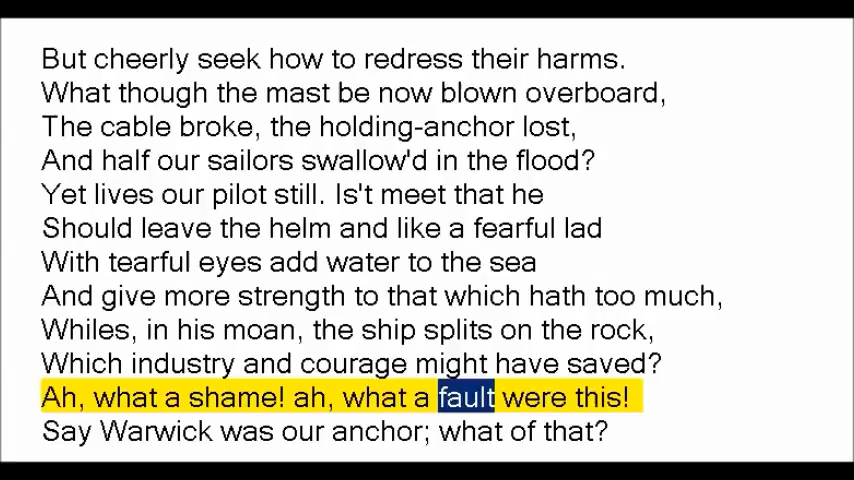 But cheerly seek how to redress their harms.
What though the mast be now blown overboard,
The cable broke, the holding-anchor lost,
And half our sailors swallow'd in the flood?
Yet lives our pilot still. Is't meet that he
Should leave the helm and like a fearful lad
With tearful eyes add water to the sea
And give more strength to that which hath too much,
Whiles, in his moan, the ship splits on the rock,
Which industry and courage might have saved?
Ah, what a shame! ah, what a fault were this!
Say Warwick was our anchor; what of that?